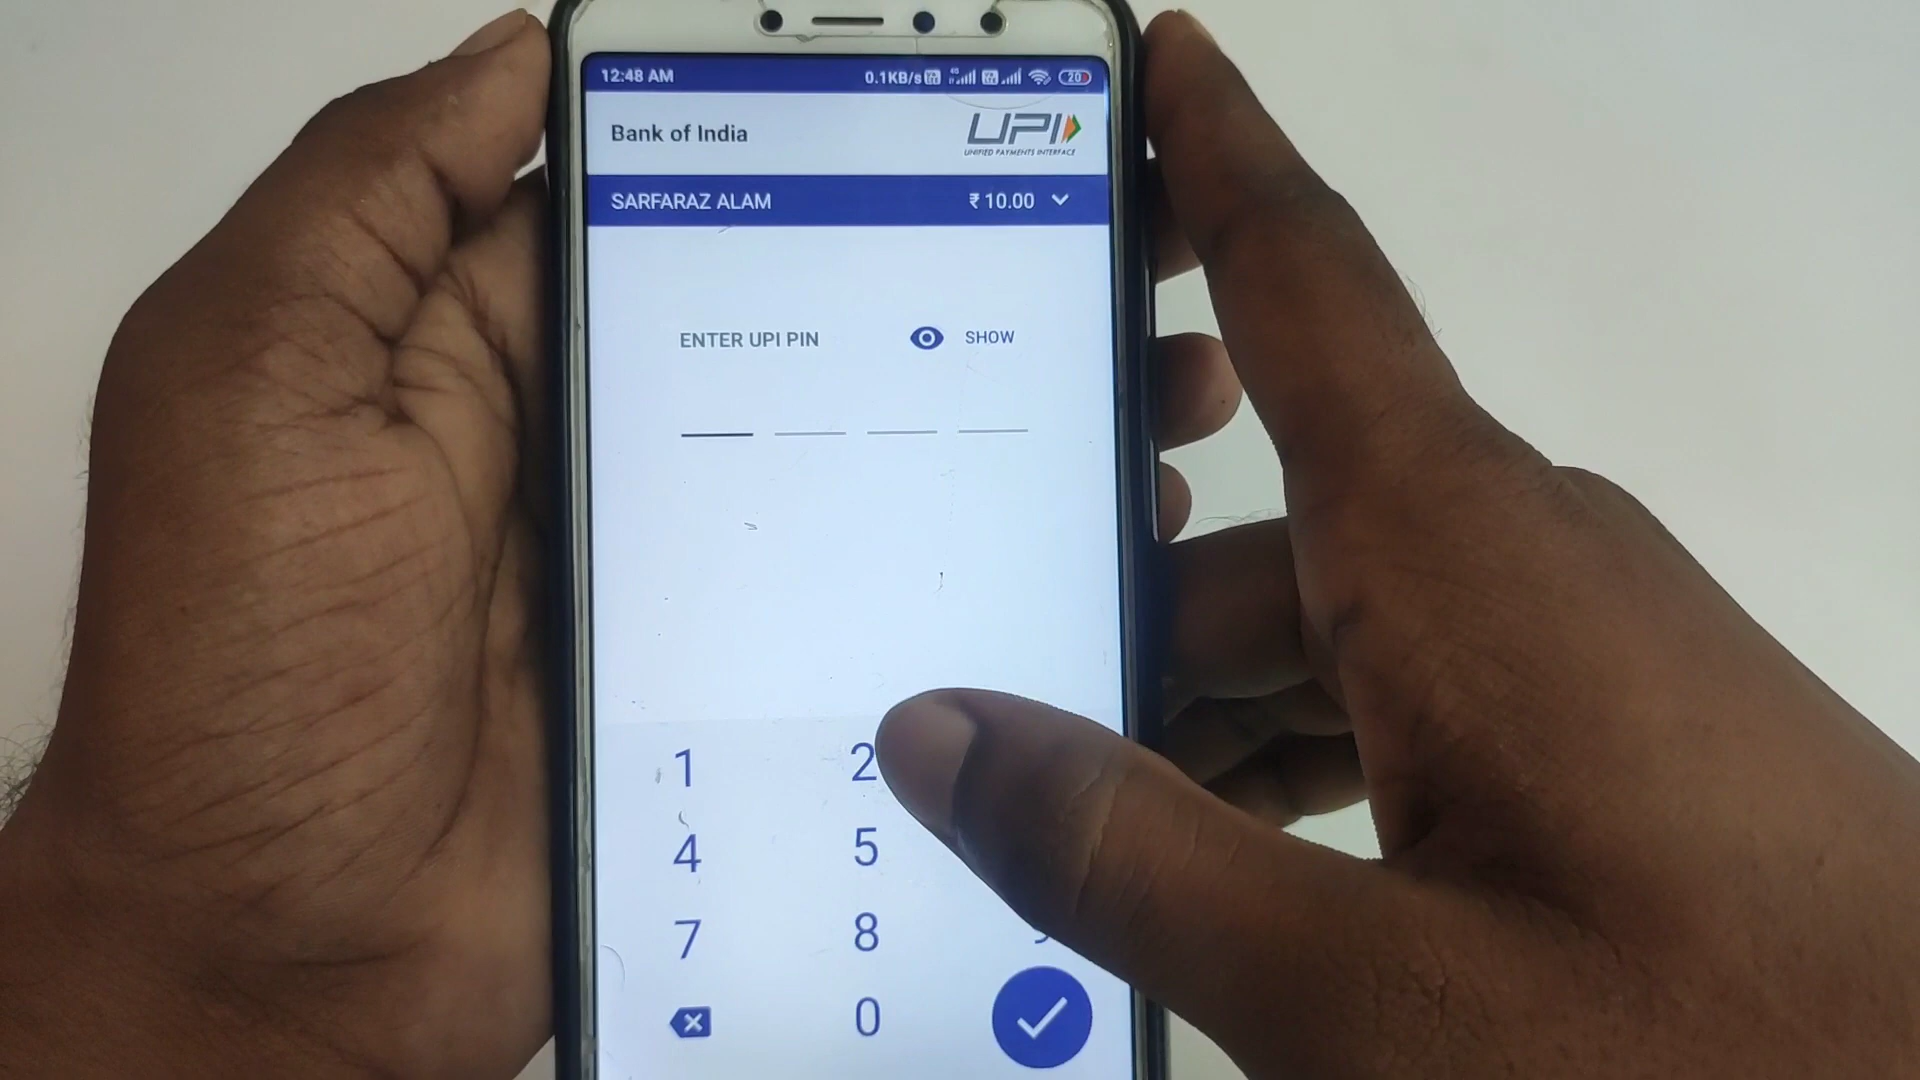 12:48 AM 0.1KB/s 20
Bank of India UPI
UNIFIED PAYMENTS INTERFACE
SARFARAZ ALAM ₹ 10.00
ENTER UPI PIN SHOW
1 2
4 5
7 8
0